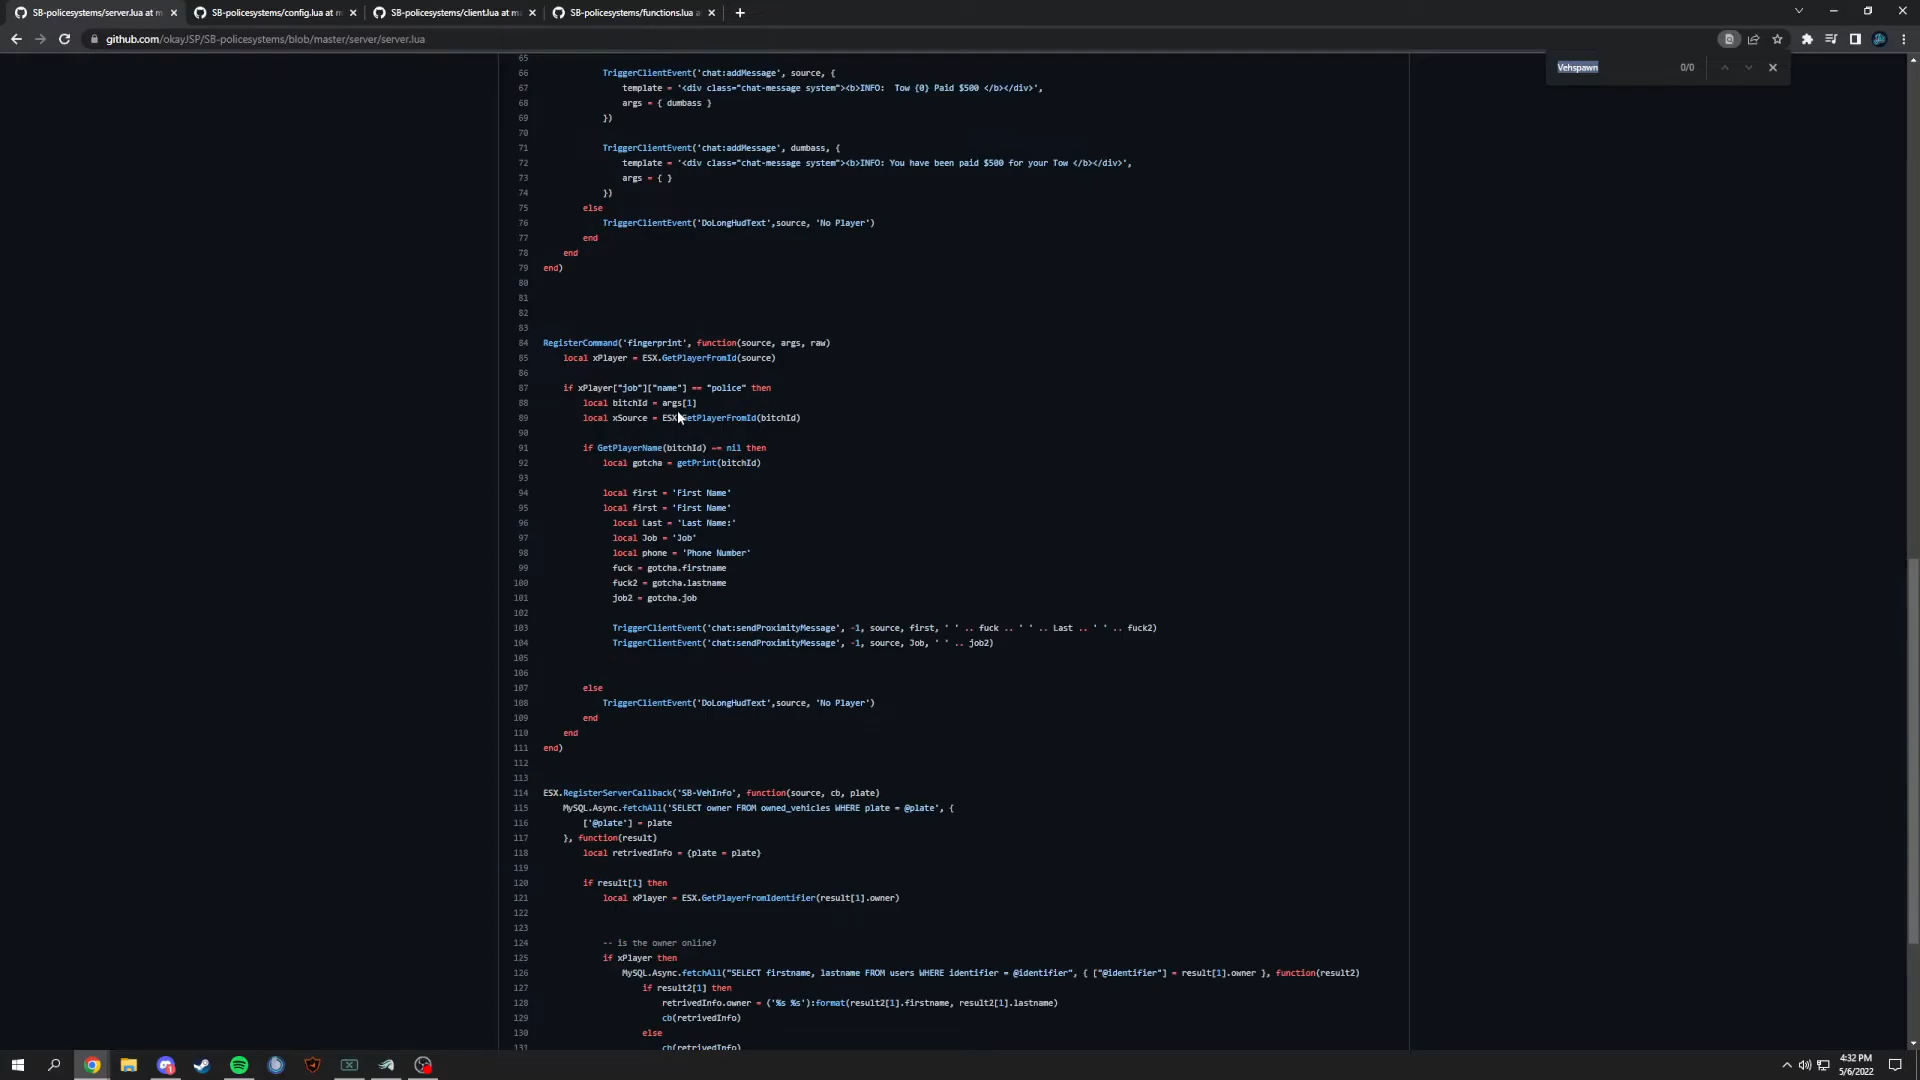 SB-policesystems/server.lua at m
SB-policesystems/config.lua at m
SB-policesystems/client.lua at m
SB-policesystems/functions.lua a
github.com/okayJSP/SB-policesystems/blob/master/server/server.lua
Vehspawn 0/0
65
66 TriggerClientEvent('chat:addMessage', source, {
67 template = '<div class="chat-message system"><b>INFO:  Tow {0} Paid $500 </b></div>',
68 args = { dumbass }
69 })
70
71 TriggerClientEvent('chat:addMessage', dumbass, {
72 template = '<div class="chat-message system"><b>INFO: You have been paid $500 for your Tow </b></div>',
73 args = { }
74 })
75 else
76 TriggerClientEvent('DoLongHudText',source, 'No Player')
77 end
78 end
79 end)
80
81
82
83
84 RegisterCommand('fingerprint', function(source, args, raw)
85 local xPlayer = ESX.GetPlayerFromId(source)
86
87 if xPlayer["job"]["name"] == "police" then
88 local bitchId = args[1]
89 local xSource = ESX.GetPlayerFromId(bitchId)
90
91 if GetPlayerName(bitchId) ~= nil then
92 local gotcha = getPrint(bitchId)
93
94 local first = 'First Name'
95 local first = 'First Name'
96 local Last = 'Last Name:'
97 local Job = 'Job'
98 local phone = 'Phone Number'
99 fuck = gotcha.firstname
100 fuck2 = gotcha.lastname
101 job2 = gotcha.job
102
103 TriggerClientEvent('chat:sendProximityMessage', -1, source, first, ' ' .. fuck .. ' ' .. Last .. ' ' .. fuck2)
104 TriggerClientEvent('chat:sendProximityMessage', -1, source, Job, ' ' .. job2)
105
106
107 else
108 TriggerClientEvent('DoLongHudText',source, 'No Player')
109 end
110 end
111 end)
112
113
114 ESX.RegisterServerCallback('SB-VehInfo', function(source, cb, plate)
115 MySQL.Async.fetchAll('SELECT owner FROM owned_vehicles WHERE plate = @plate', {
116 ['@plate'] = plate
117 }, function(result)
118 local retrivedInfo = {plate = plate}
119
120 if result[1] then
121 local xPlayer = ESX.GetPlayerFromIdentifier(result[1].owner)
122
123
124 -- is the owner online?
125 if xPlayer then
126 MySQL.Async.fetchAll("SELECT firstname, lastname FROM users WHERE identifier = @identifier", { ["@identifier"] = result[1].owner }, function(result2)
127 if result2[1] then
128 retrivedInfo.owner = ('%s %s'):format(result2[1].firstname, result2[1].lastname)
129 cb(retrivedInfo)
130 else
131 cb(retrivedInfo)
4:32 PM
5/6/2022